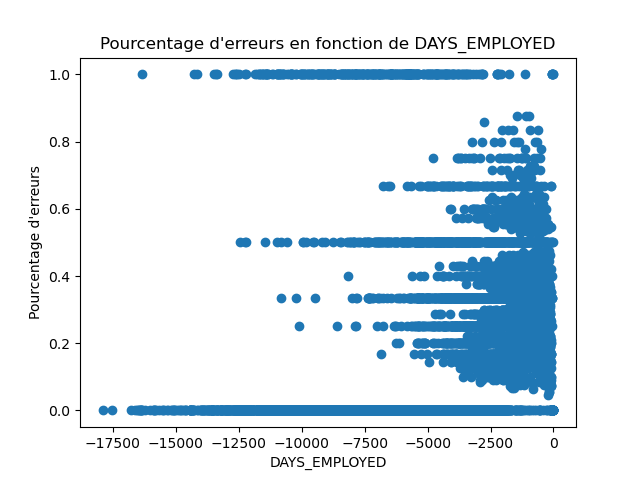 Pourcentage d'erreurs en fonction de DAYS_EMPLOYED
1.0
0.8
0.6
0.4
0.2
0.0
Pourcentage d'erreurs
−17500 −15000 −12500 −10000 −7500 −5000 −2500 0
DAYS_EMPLOYED